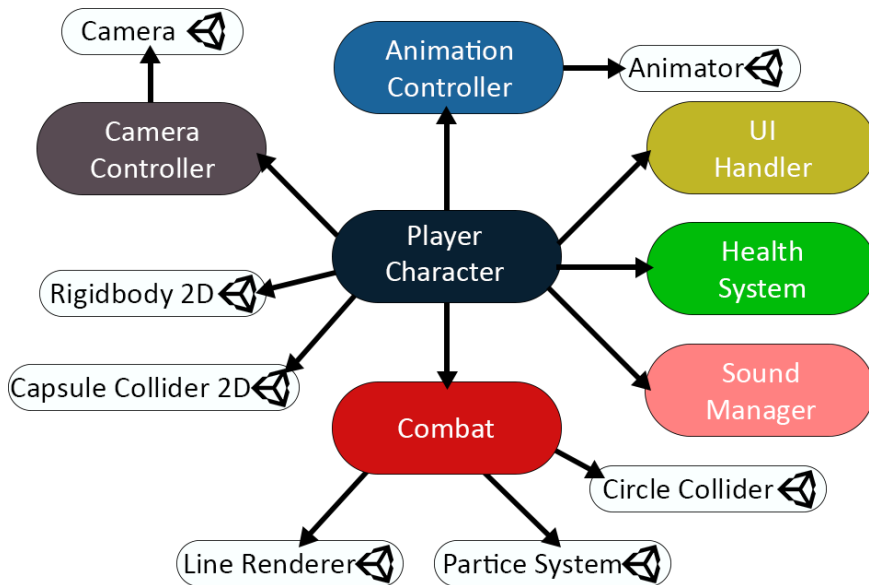 Camera
Animation
Controller
Animator
Camera
Controller
UI
Handler
Player
Character
Health
System
Rigidbody 2D
Capsule Collider 2D
Sound
Manager
Combat
Circle Collider
Line Renderer
Partice System